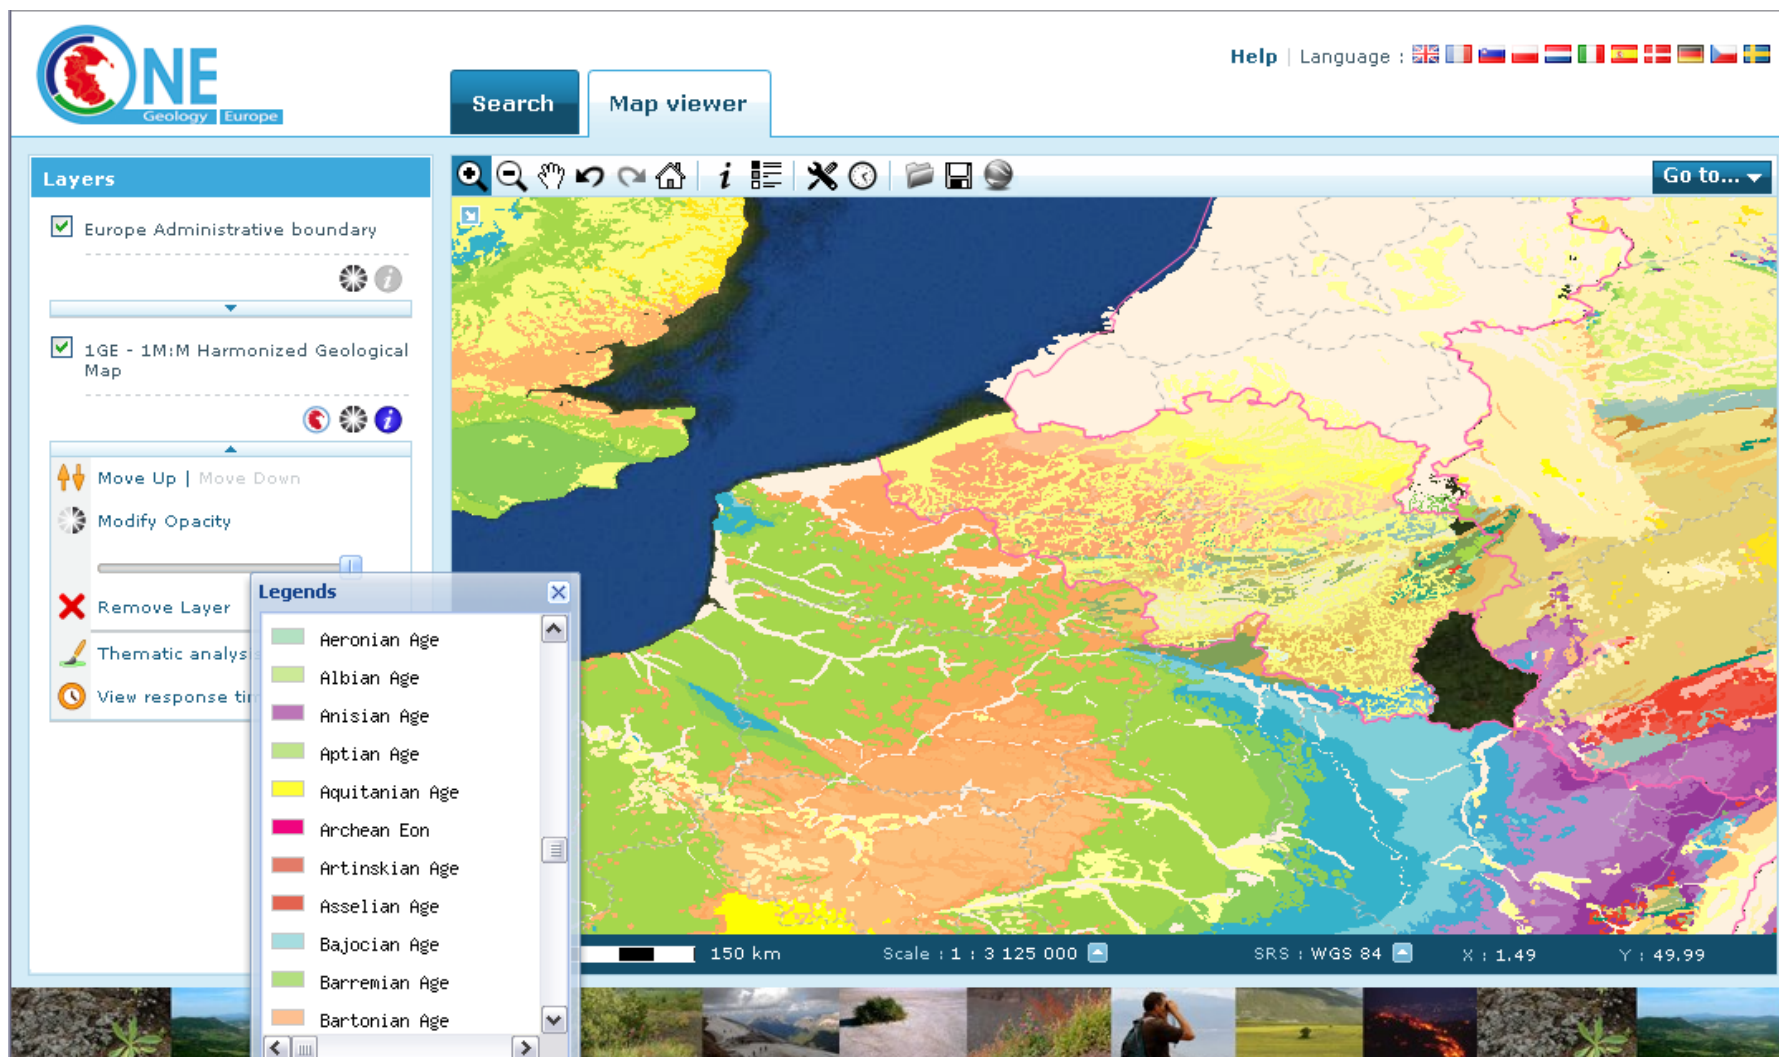 ONE
Geology Europe
Search
Map viewer
Help | Language :
Layers
Go to...
Europe Administrative boundary
1GE - 1M:M Harmonized Geological
Map
Move Up | Move Down
Modify Opacity
Remove Layer
Thematic analys
View response ti
Legends
Aeronian Age
Albian Age
Anisian Age
Aptian Age
Aquitanian Age
Archean Eon
Artinskian Age
Asselian Age
Bajocian Age
Barremian Age
Bartonian Age
150 km
Scale : 1 : 3 125 000
SRS : WGS 84
X : 1.49
Y : 49.99